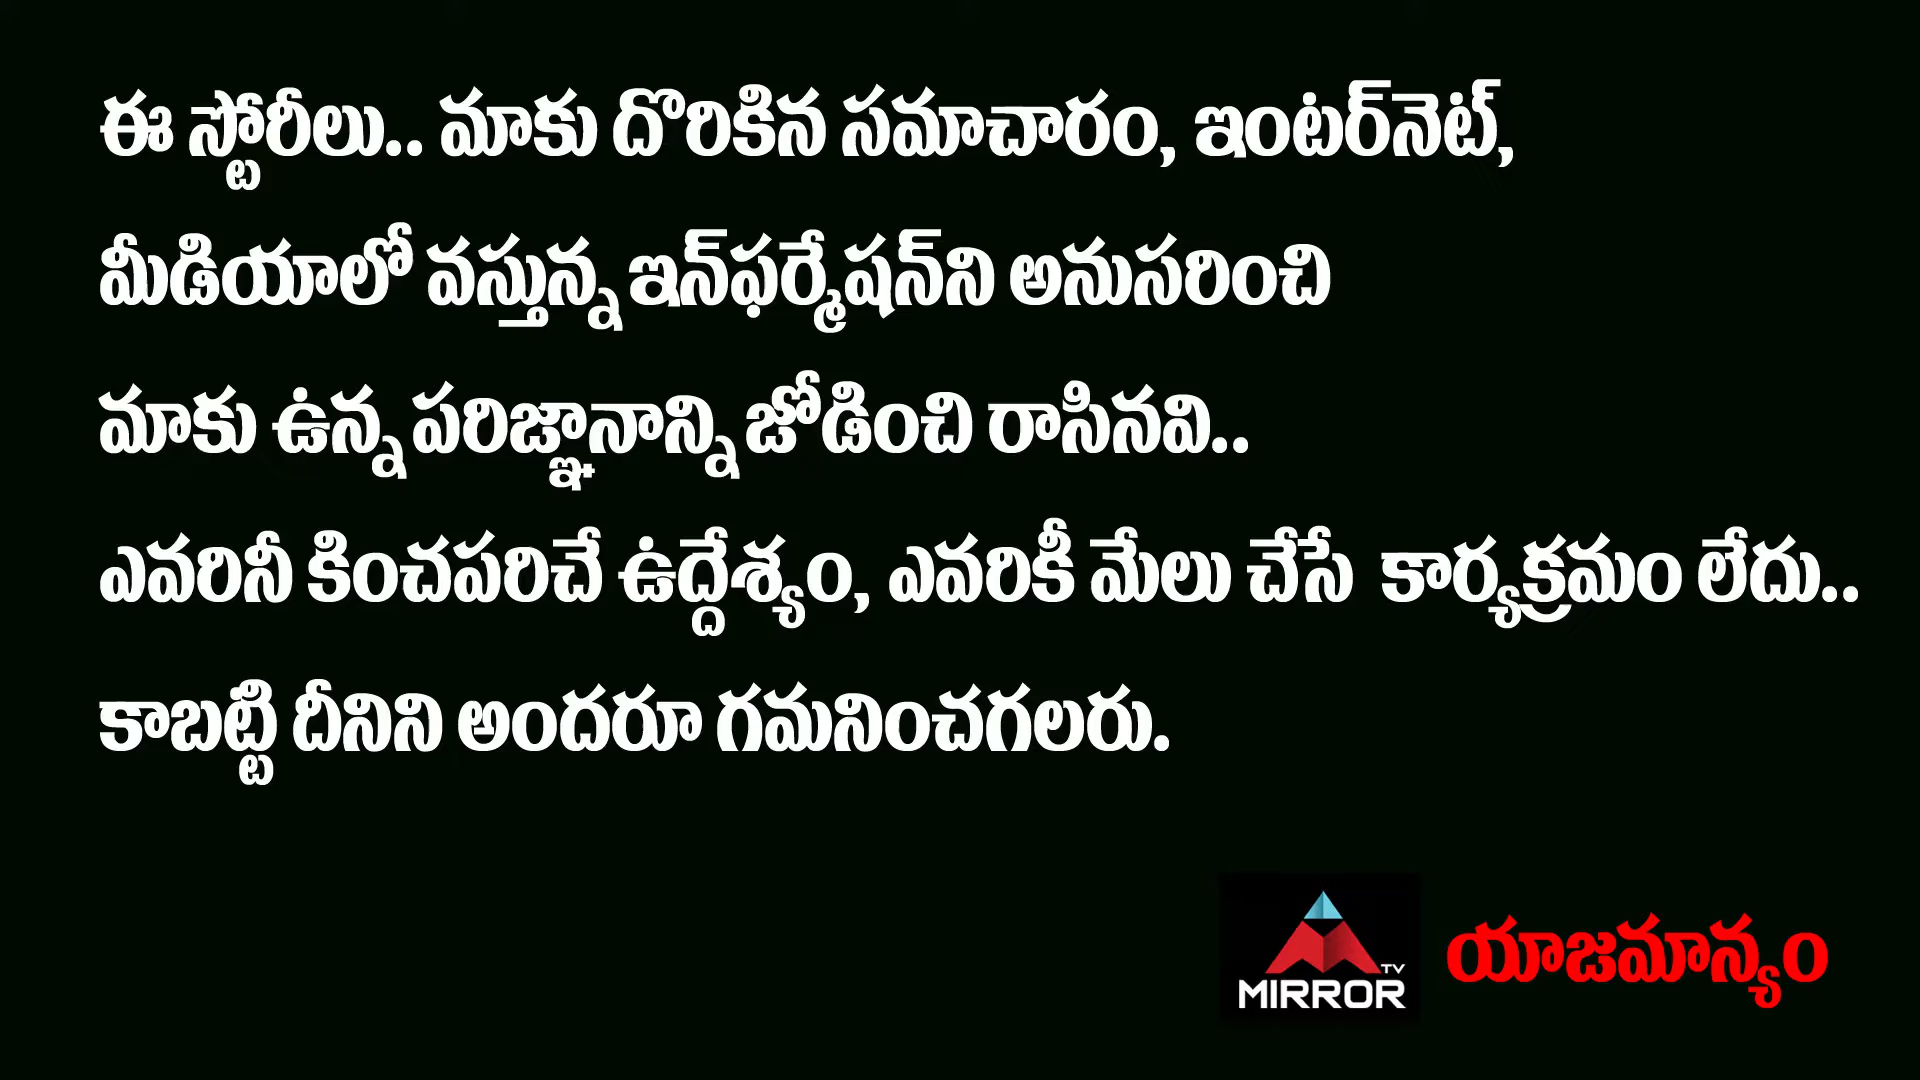 ఈ స్టోరీలు.. మాకు దొరికిన సమాచారం, ఇంటర్‌నెట్,
మీడియాలో వస్తున్న ఇన్‌ఫర్మేషన్‌ని అనుసరించి
మాకు ఉన్న పరిజ్ఞానాన్ని జోడించి రాసినవి..
ఎవరినీ కించపరిచే ఉద్దేశ్యం, ఎవరికీ మేలు చేసే కార్యక్రమం లేదు..
కాబట్టి దీనిని అందరూ గమనించగలరు.
TV
MIRROR
యాజమాన్యం